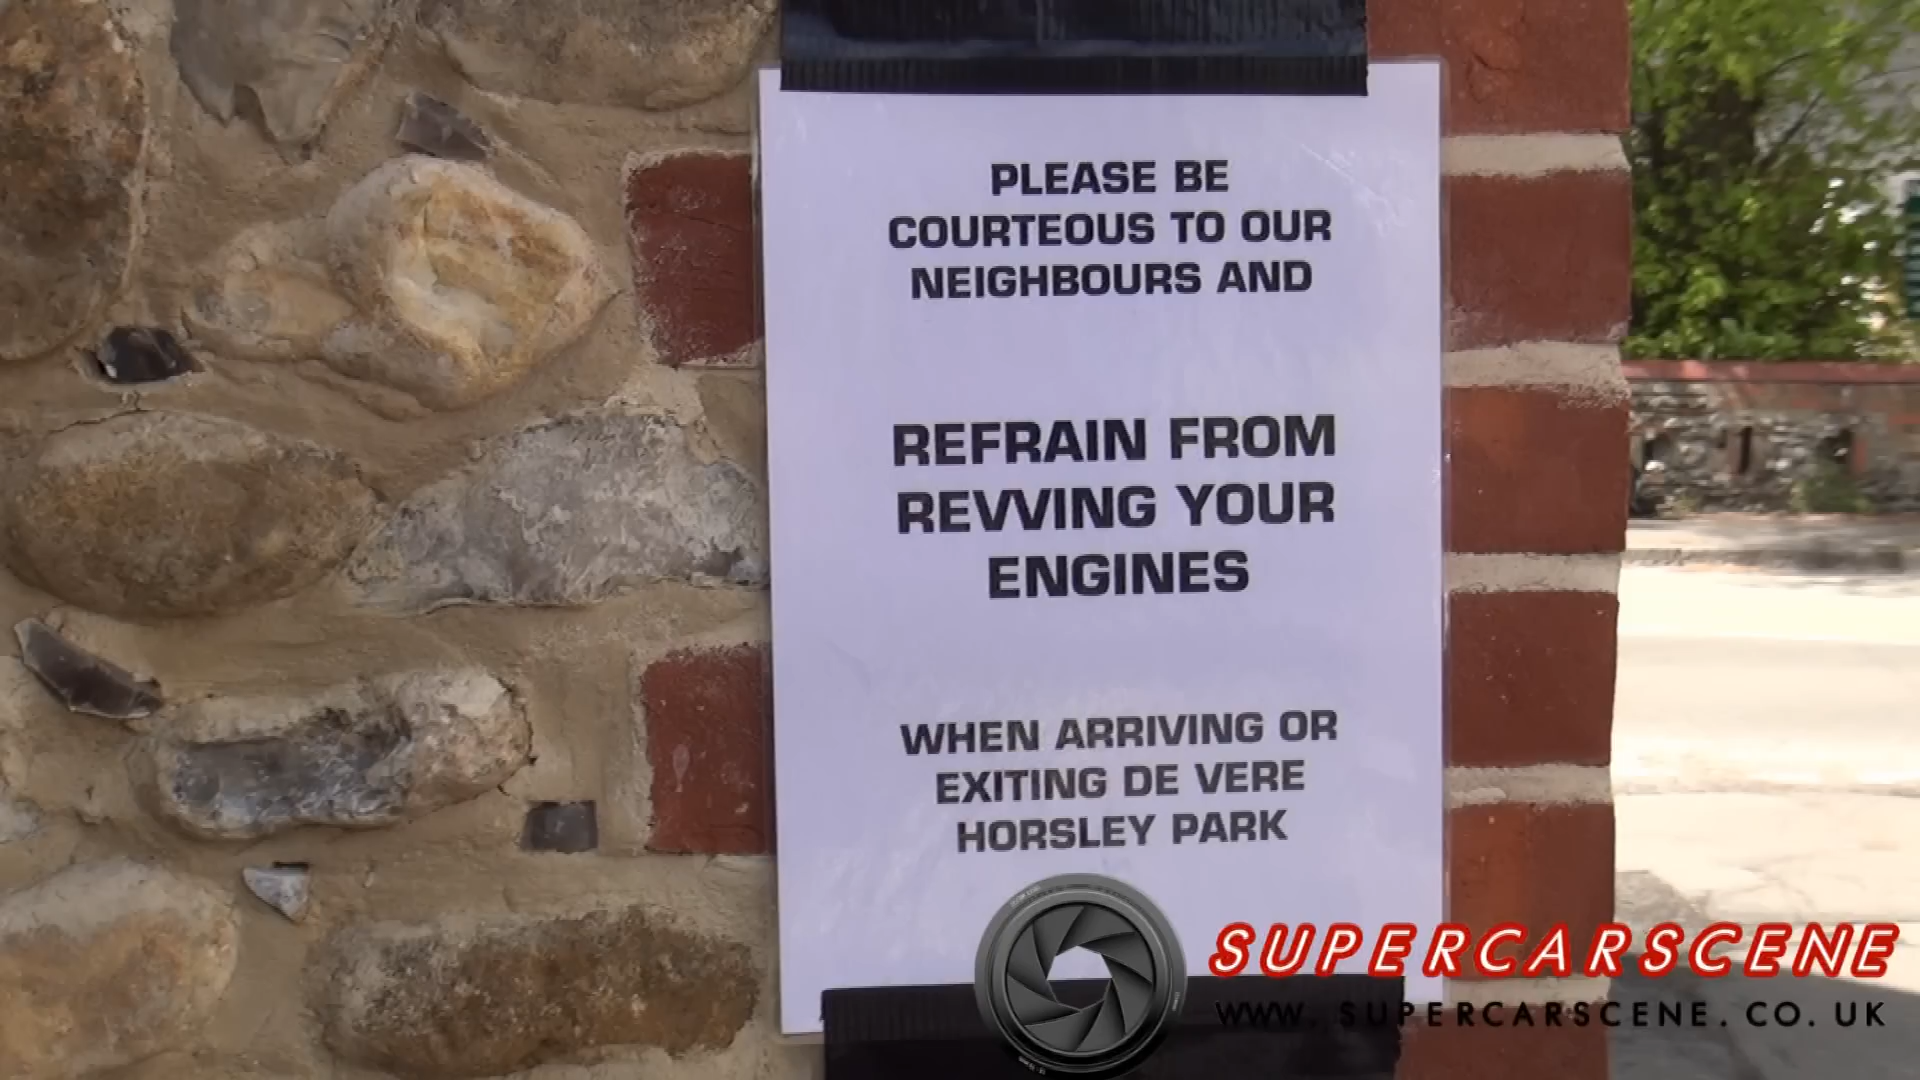 PLEASE BE
COURTEOUS TO OUR
NEIGHBOURS AND
REFRAIN FROM
REVVING YOUR
ENGINES
WHEN ARRIVING OR
EXITING DE VERE
HORSLEY PARK
SUPERCARSCENE
WWW.SUPERCARSCENE.CO.UK